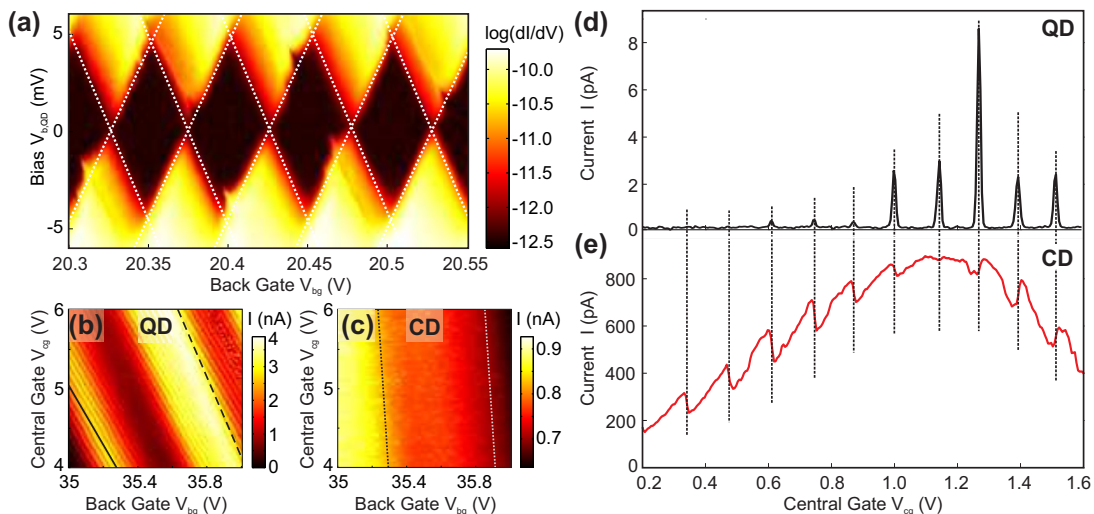 (a)
6
5
0
-5
Bias V_b,QD (mV)
20.30 20.35 20.40 20.45 20.50 20.55
Back Gate V_bg (V)
log(dI/dV)
-10.0
-10.5
-11.0
-11.5
-12.0
-12.5
(b) QD
6
5
4
Central Gate V_cg (V)
35 35.4 35.8
Back Gate V_bg (V)
I (nA)
4
3
2
1
0
(c) CD
6
5
4
Central Gate V_cg (V)
35 35.4 35.8
Back Gate V_bg (V)
I (nA)
0.9
0.8
0.7
(d) QD
8
6
4
2
0
Current I (pA)
(e) CD
800
600
400
200
0
Current I (pA)
0.2 0.4 0.6 0.8 1.0 1.2 1.4 1.6
Central Gate V_cg (V)